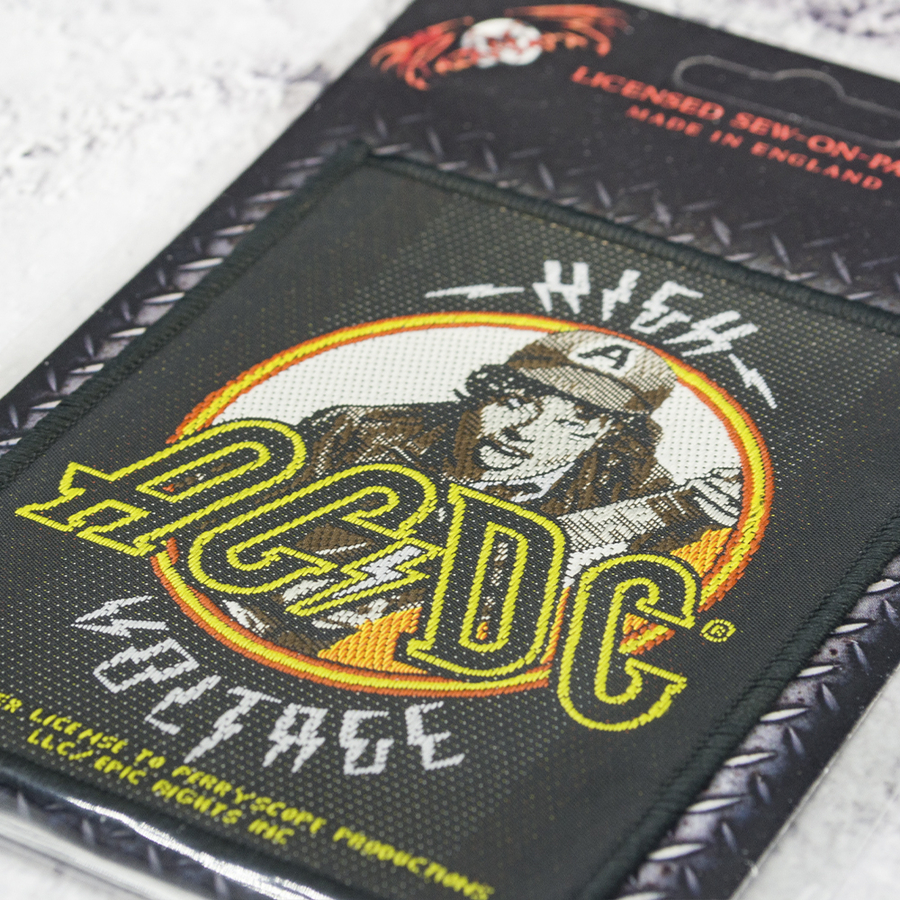 LICENSED SEW-ON-PA
MADE IN ENGLAND
HIGH
A
AC DC®
VOLTAGE
ER LICENSE TO PERRYSCOPE PRODUCTIONS
LLC/EPIC RIGHTS INC